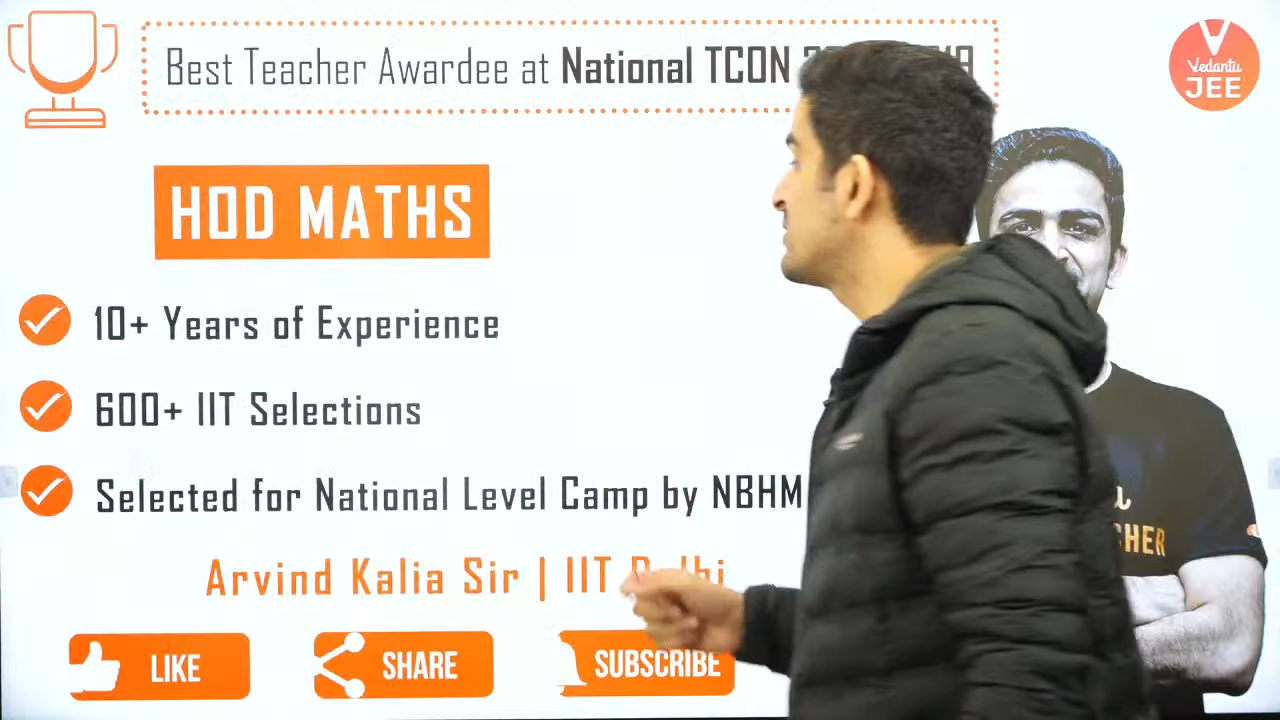 Best Teacher Awardee at National TCON
Vedantu
JEE
HOD MATHS
10+ Years of Experience
600+ IIT Selections
Selected for National Level Camp by NBHM
Arvind Kalia Sir | IIT Delhi
LIKE
SHARE
SUBSCRIBE